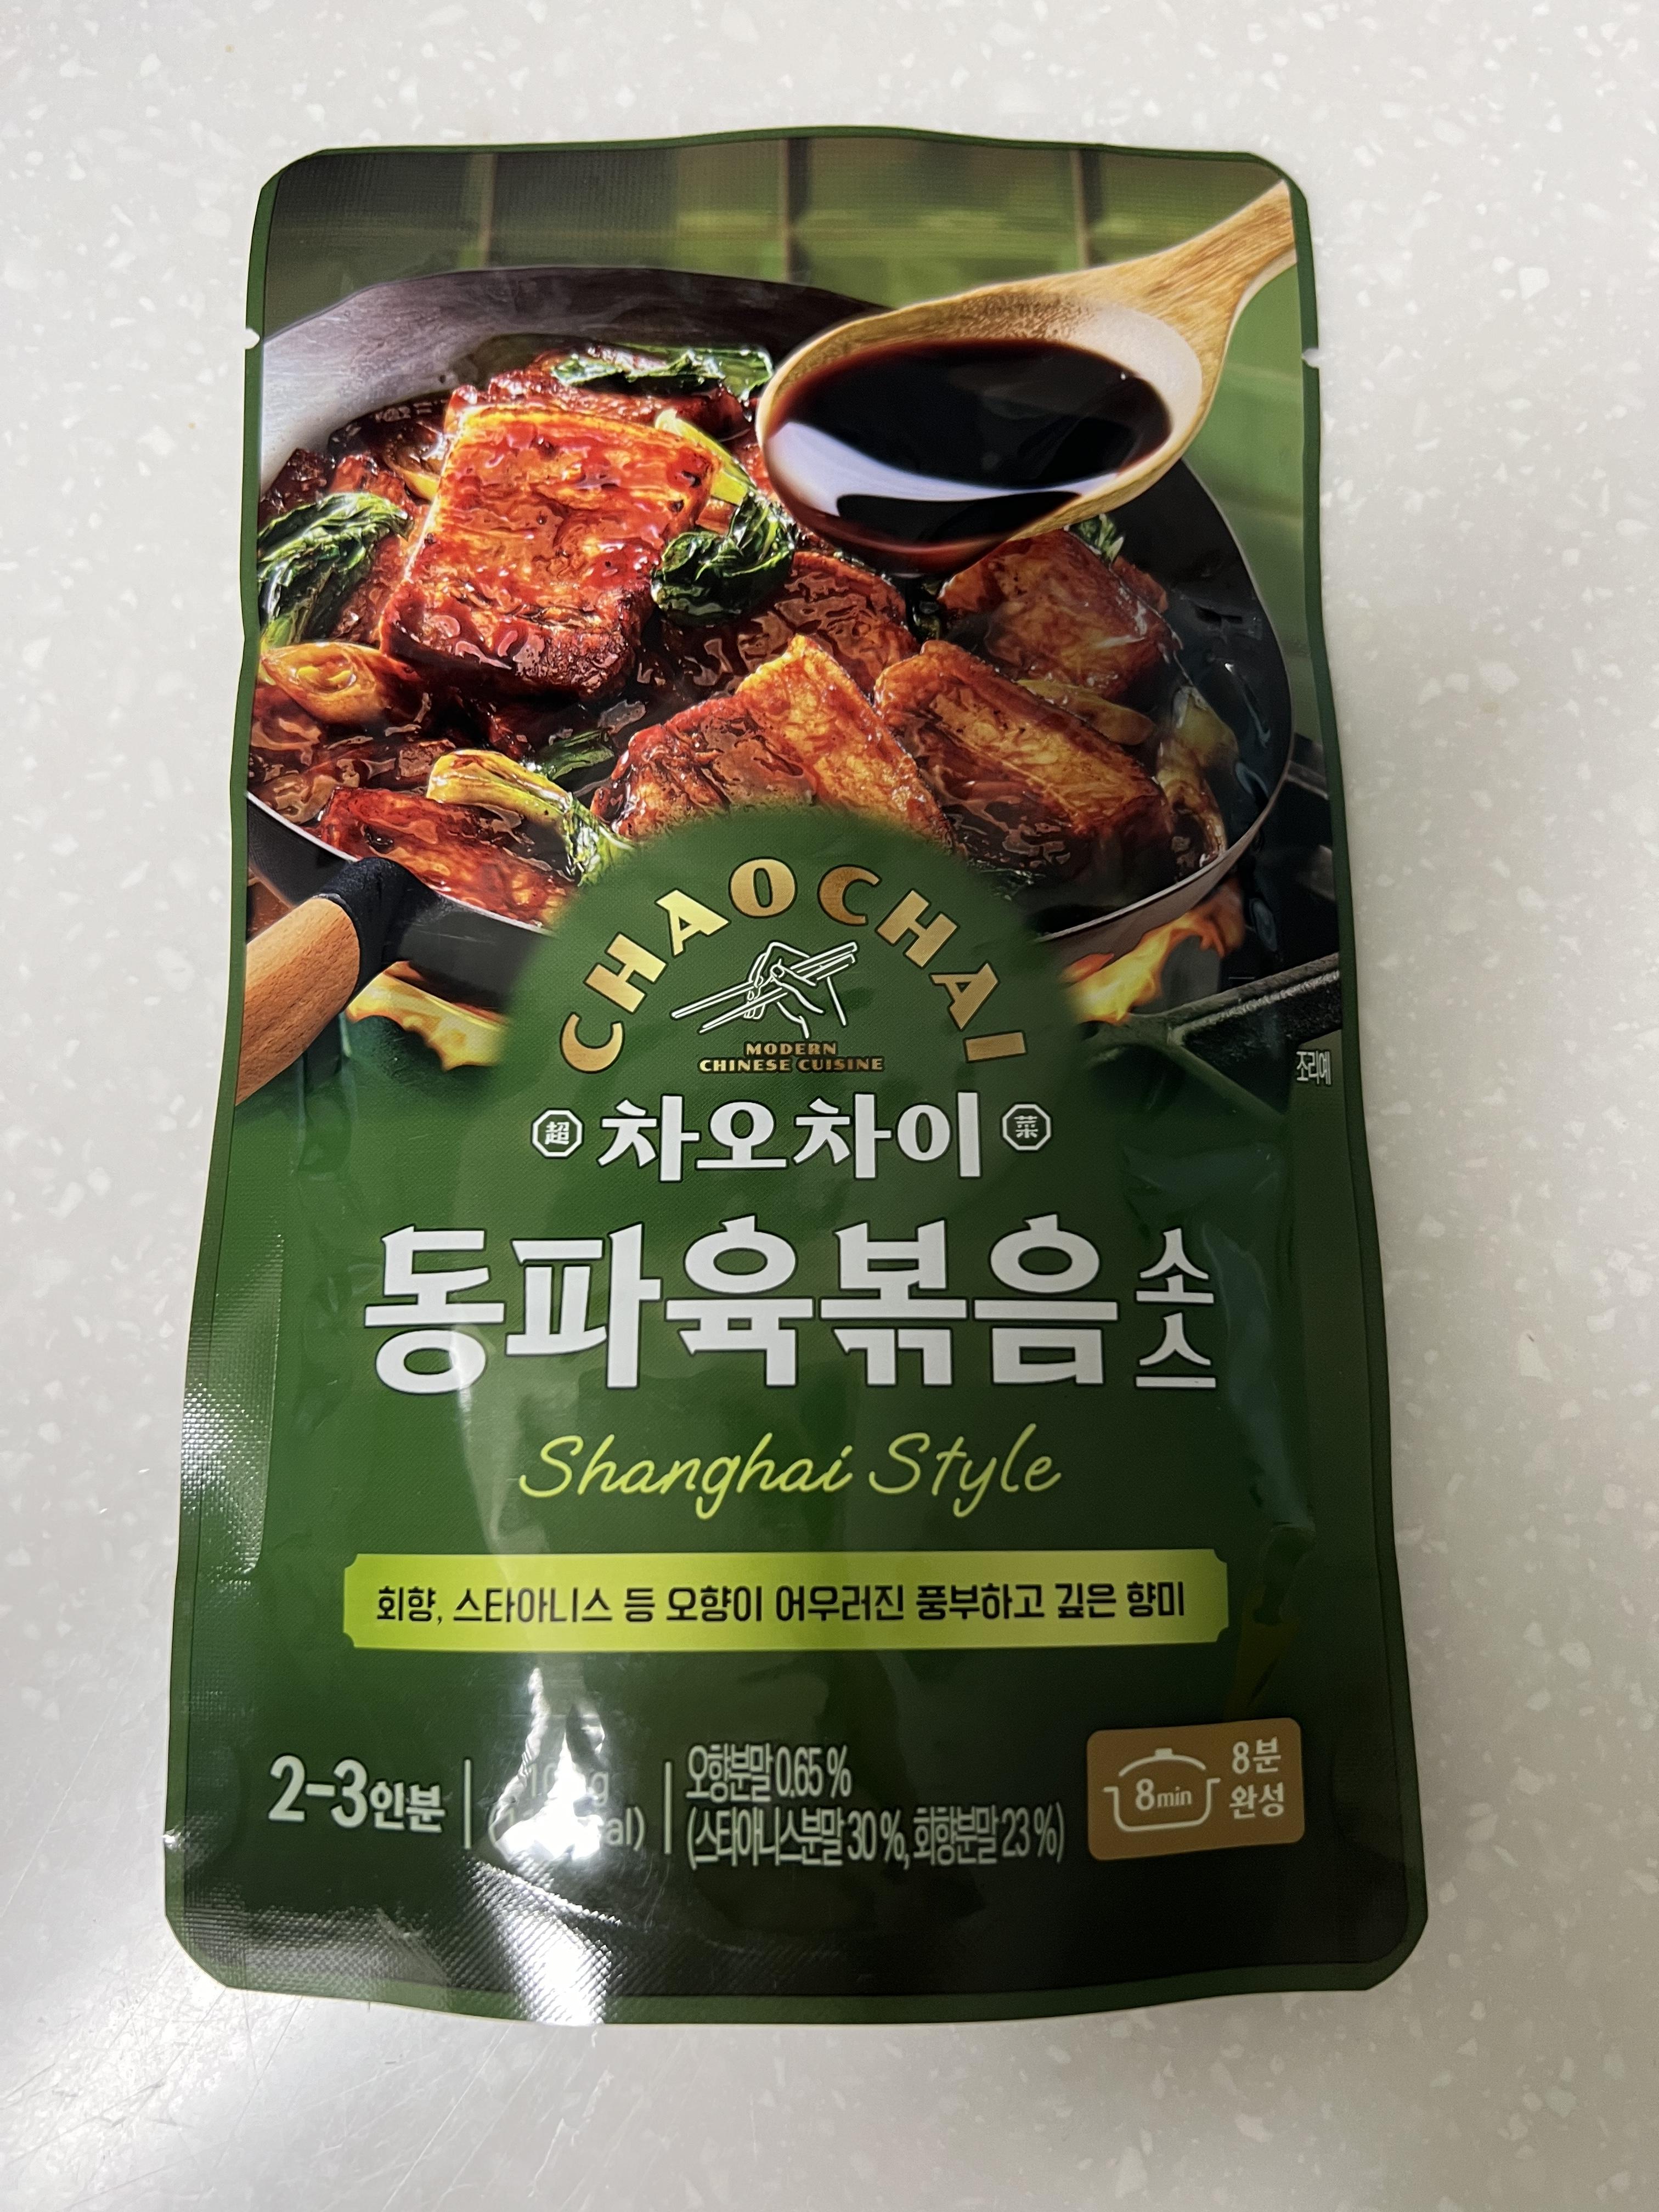 CHAOCHAI
MODERN
CHINESE CUISINE
조리예
超 차오차이 菜
동파육볶음 소스
Shanghai Style
회향, 스타아니스 등 오향이 어우러진 풍부하고 깊은 향미
2-3인분
오향분말 0.65 %
(스타아니스분말 30 %, 회향분말 23 %)
8min
8분
완성